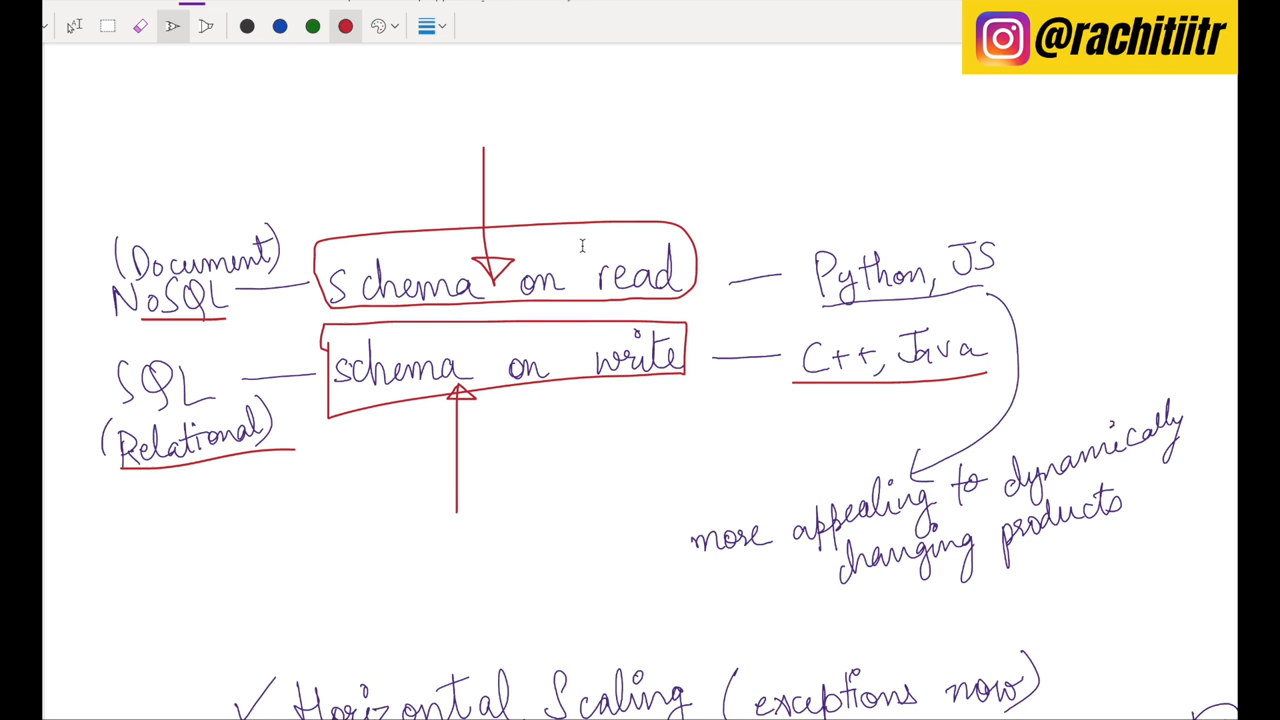 @rachitiitr
(Document)
NoSQL — schema on read — Python, JS
SQL — schema on write — C++, Java
(Relational)
more appealing to dynamically
changing products
✓ Horizontal Scaling (exceptions now)